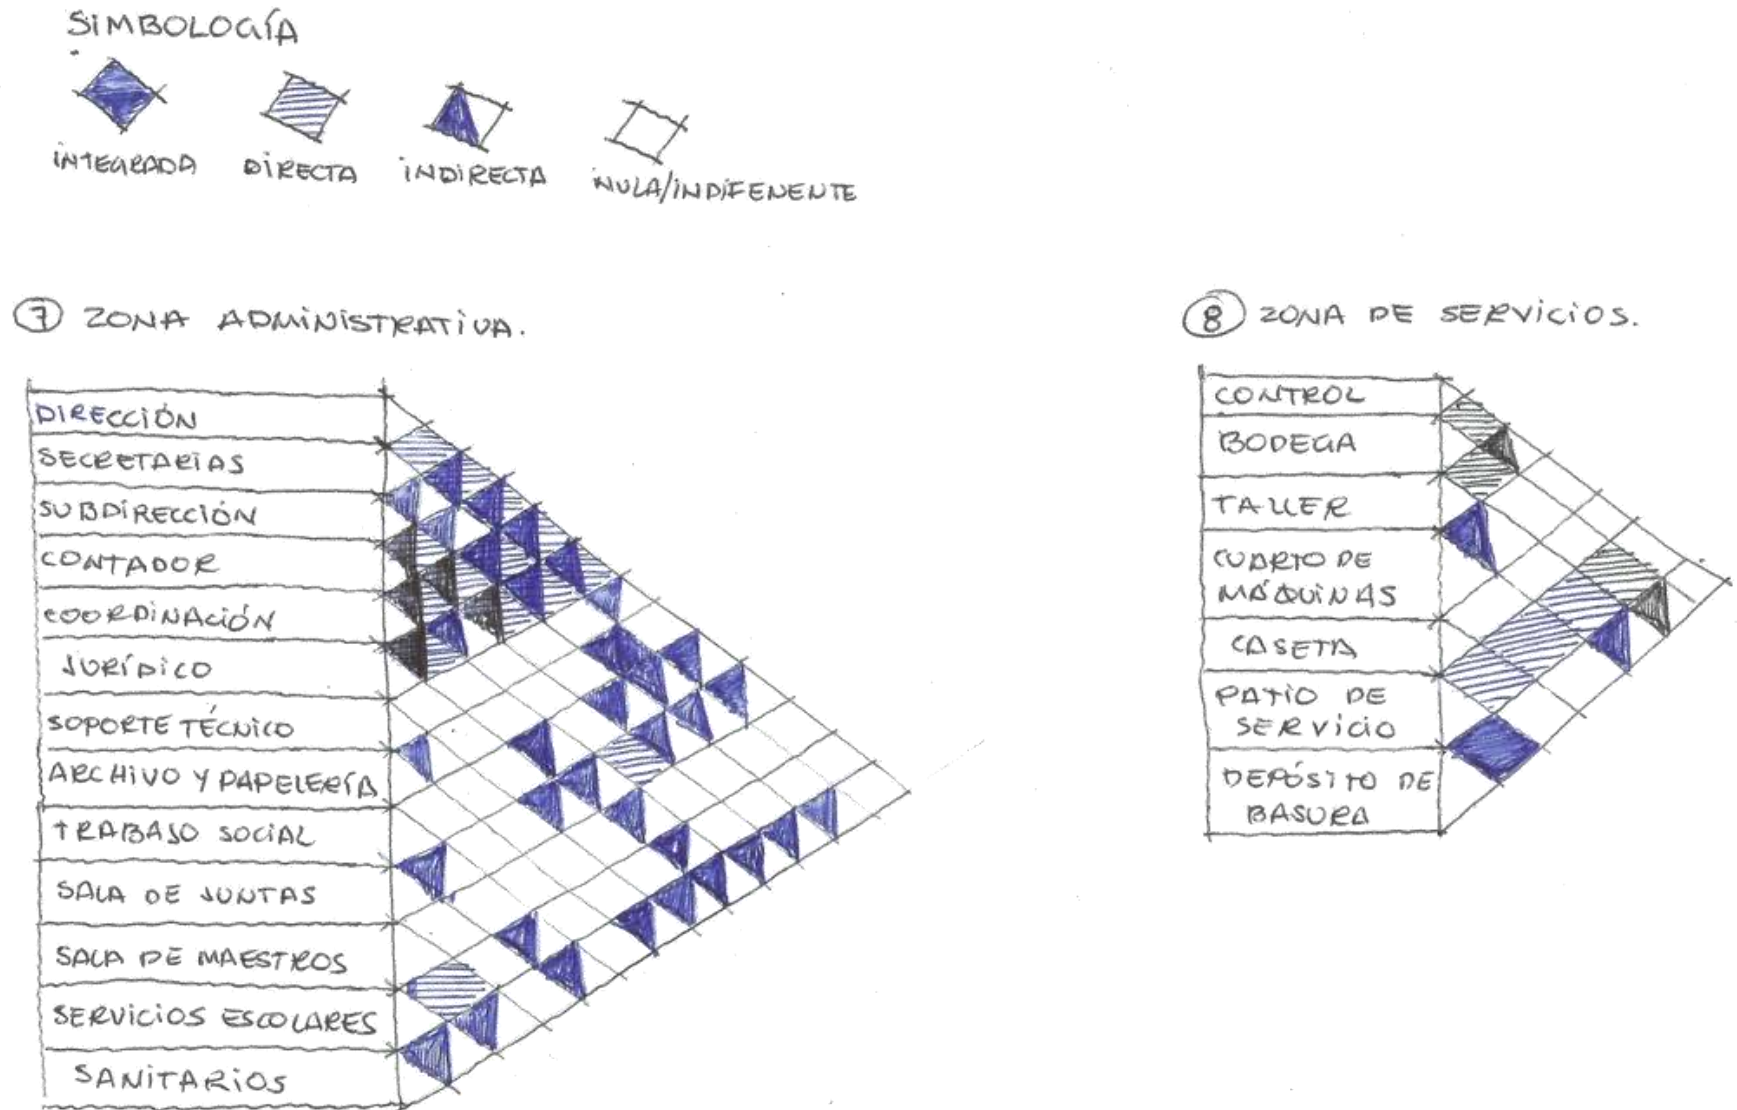 SIMBOLOGÍA
INTEGRADA DIRECTA INDIRECTA NULA/INDIFENENTE
7 ZONA ADMINISTRATIVA.
DIRECCIÓN
SECRETARIAS
SUBDIRECCIÓN
CONTADOR
COORDINACIÓN
JURÍDICO
SOPORTE TÉCNICO
ARCHIVO Y PAPELERÍA
TRABAJO SOCIAL
SALA DE JUNTAS
SALA DE MAESTROS
SERVICIOS ESCOLARES
SANITARIOS
8 ZONA DE SERVICIOS.
CONTROL
BODEGA
TALLER
CUARTO DE
MÁQUINAS
CASETA
PATIO DE
SERVICIO
DEPÓSITO DE
BASURA